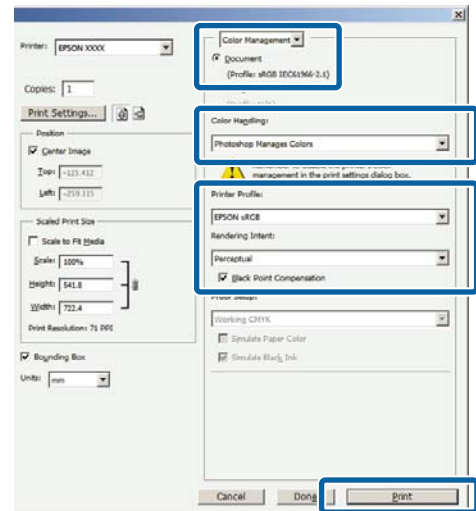 Printer: EPSON XXXX
Copies: 1
Print Settings...
Position
Center Image
Top: -125.412
Left: -259.115
Scaled Print Size
Scale to Fit Media
Scale: 100%
Height: 541.8
Width: 722.4
Print Resolution: 71 PPI
Bounding Box
Units: mm
Color Management
Document
(Profile: sRGB IEC61966-2.1)
Color Handling:
Photoshop Manages Colors
management in the print settings dialog box.
Printer Profile:
EPSON sRGB
Rendering Intent:
Perceptual
Black Point Compensation
Proof Setup:
Working CMYK
Simulate Paper Color
Simulate Black Ink
Cancel
Done
Print